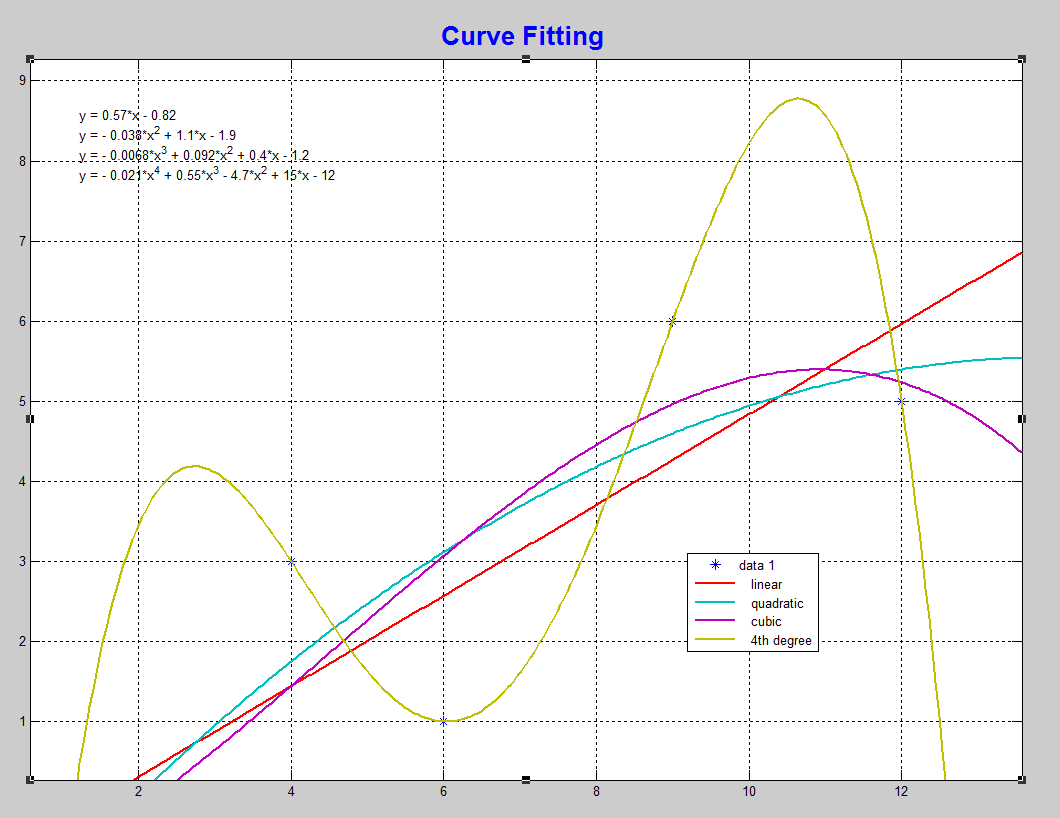 Curve Fitting
y = 0.57*x - 0.82
y = - 0.038*x² + 1.1*x - 1.9
y = - 0.0068*x³ + 0.092*x² + 0.4*x - 1.2
y = - 0.021*x⁴ + 0.55*x³ - 4.7*x² + 15*x - 12
9
8
7
6
5
4
3
2
1
data 1
linear
quadratic
cubic
4th degree
2 4 6 8 10 12